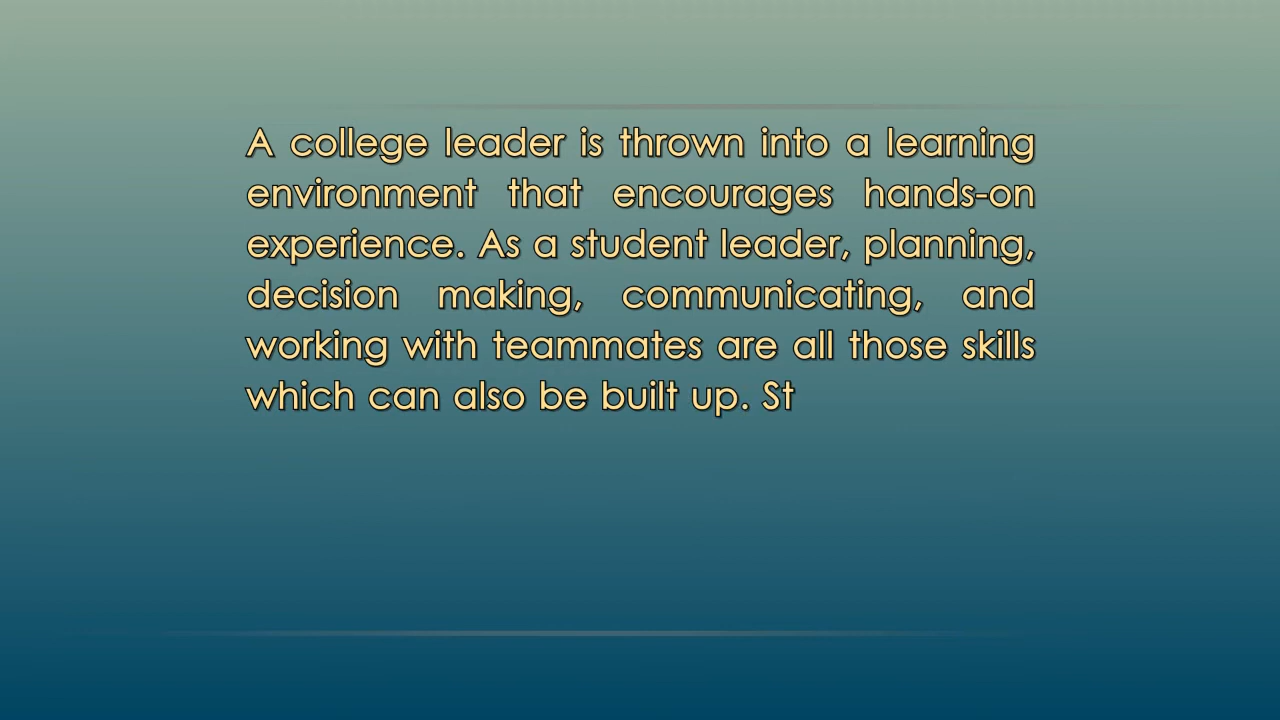 A college leader is thrown into a learning
environment that encourages hands-on
experience. As a student leader, planning,
decision making, communicating, and
working with teammates are all those skills
which can also be built up. St